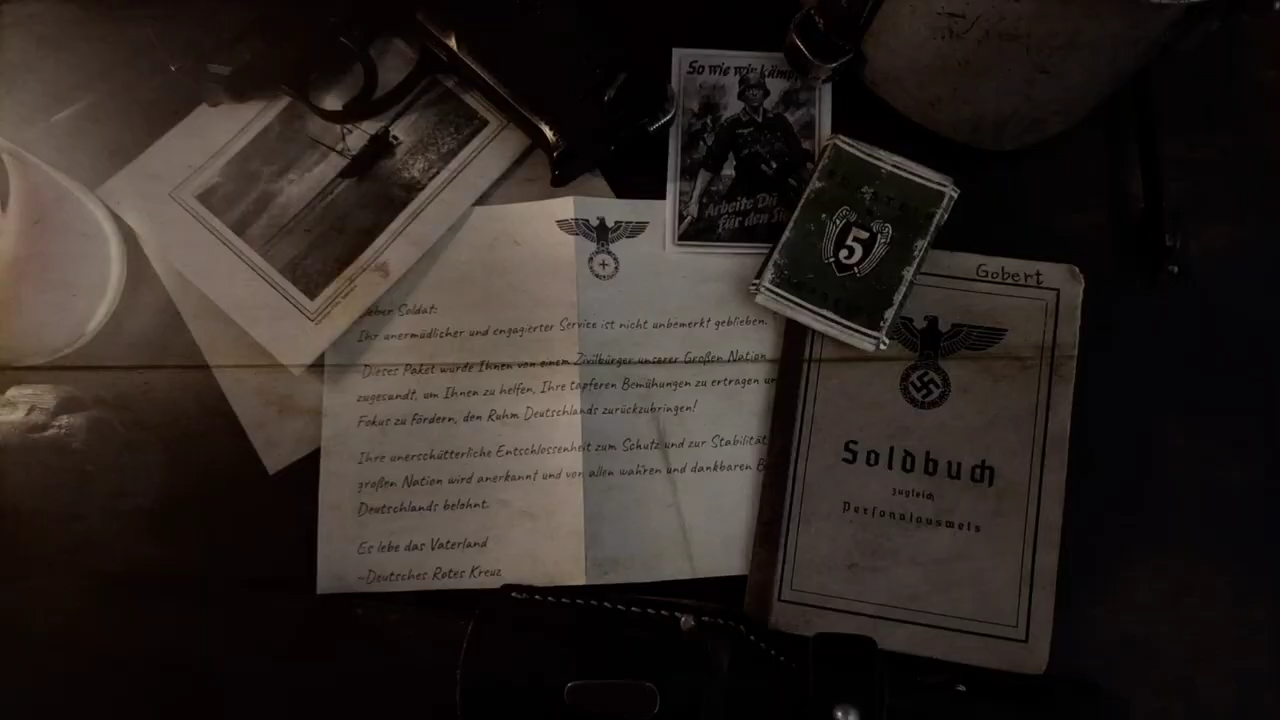 So wie wir
Arbeite Du
für den
5
Gobert
Soldat:
Ihr unermüdlicher und engagierter Service ist nicht unbemerkt geblieben.
Dieses Paket wurde Ihnen von einem Zivilbürger unserer Großen Nation
zugesandt, um Ihnen zu helfen, Ihre tapferen Bemühungen zu ertragen
Fokus zu fördern, den Ruhm Deutschlands zurückzubringen!
Ihre unerschütterliche Entschlossenheit zum Schutz und zur Stabilität
großen Nation wird anerkannt und von allen wahren und dankbaren
Deutschlands belohnt.
Es lebe das Vaterland
~Deutsches Rotes Kreuz
Soldbuch
zugleich
Personalausweis